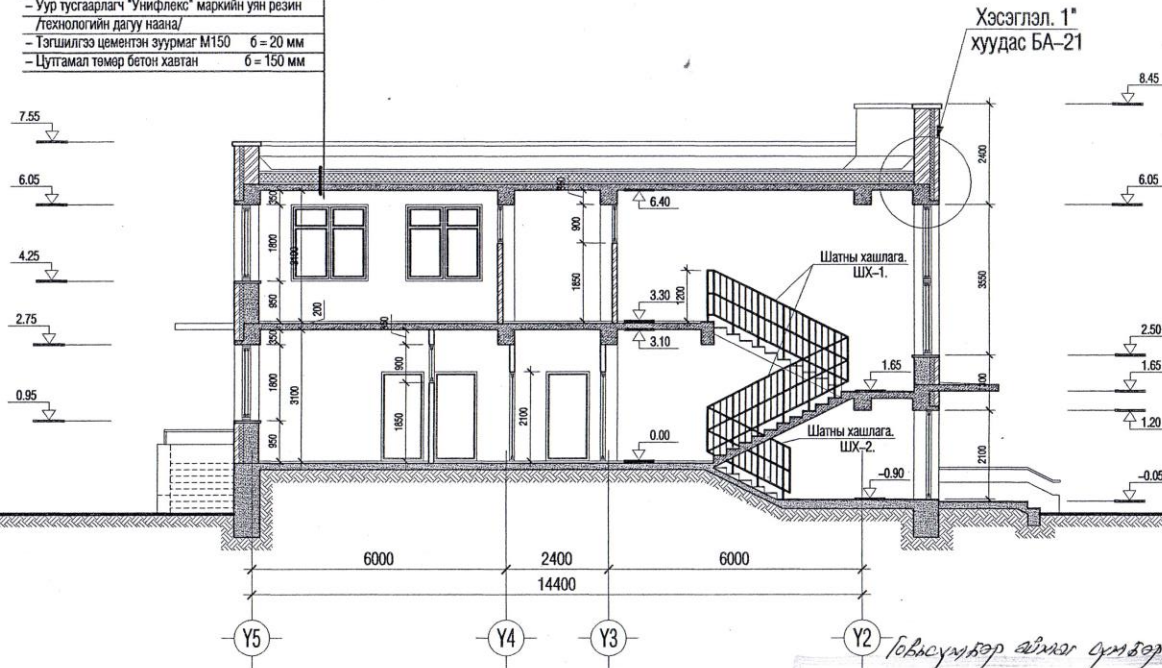 – Уур тусгаарлагч "Унифлекс" маркийн уян резин
/технологийн дагуу наана/
– Тэгшилгээ цементэн зуурмаг М150 б = 20 мм
– Цутгамал төмөр бетон хавтан б = 150 мм
Хэсэглэл. 1"
хуудас БА–21
8.45
7.55
2400
6.05
6.05
350
6.40
900
1800
3100
4.25
Шатны хашлага.
ШХ–1.
1850
1200
3550
950
200
3.30
2.75
350
3.10
2.50
1.65
1.65
900
1800
3100
0.95
1850
2100
1.20
Шатны хашлага.
ШХ–2.
950
0.00
2100
–0.90
–0.05
6000
2400
6000
14400
Y5
Y4
Y3
Y2
Говьсүмбэр аймаг сүмбэр